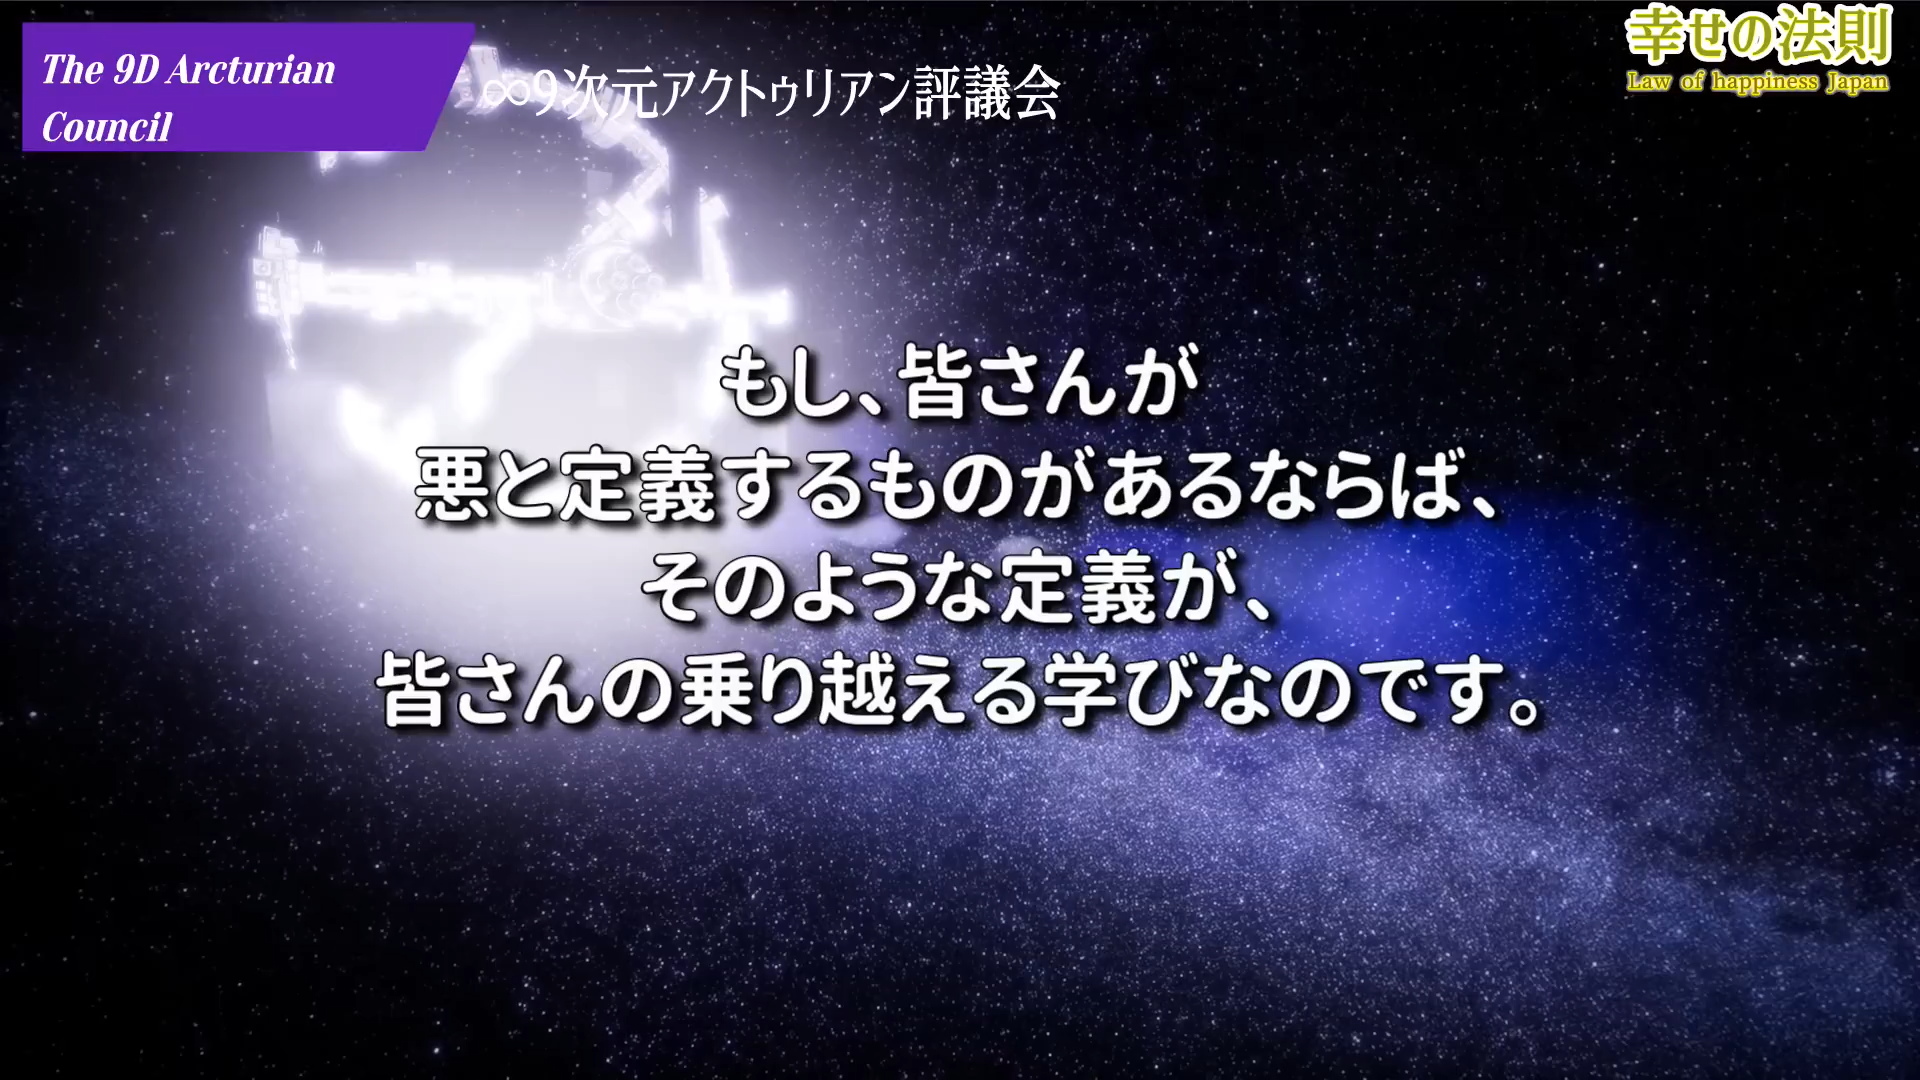 The 9D Arcturian
Council
∞9次元アクトゥリアン評議会
幸せの法則
Law of happiness Japan
もし、皆さんが
悪と定義するものがあるならば、
そのような定義が、
皆さんの乗り越える学びなのです。